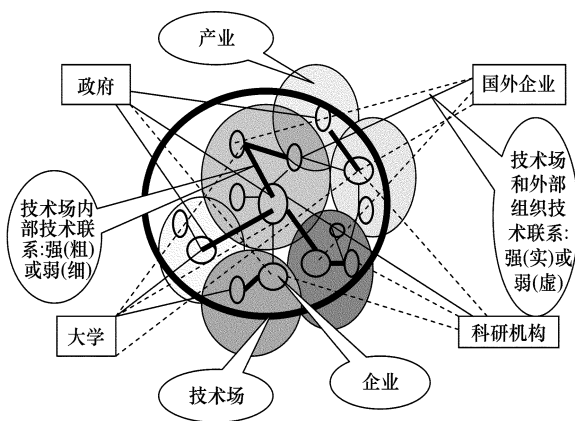 产业
政府
国外企业
技术场内
部技术联
系:强(粗)
或弱(细)
技术场
和外部
组织技
术联系:
强(实)或
弱(虚)
大学
科研机构
技术场
企业